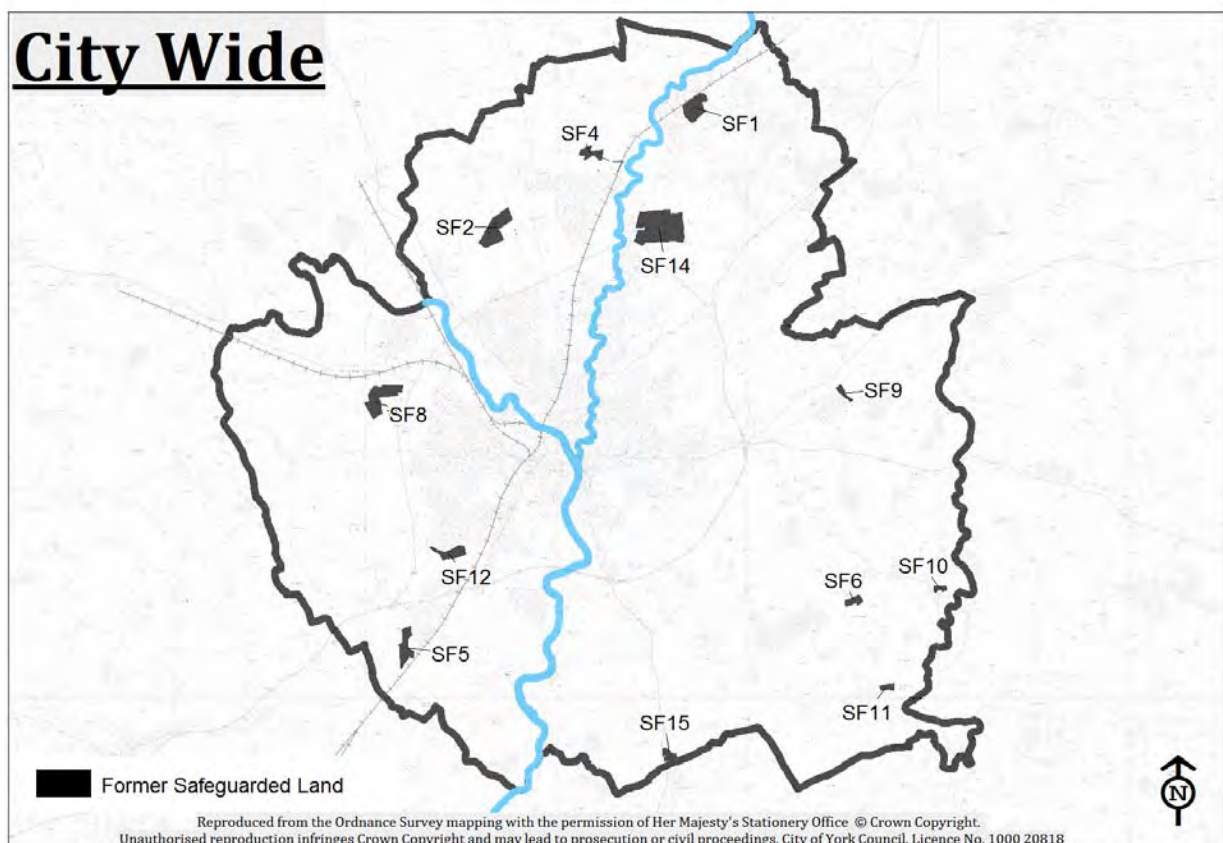 City Wide
SF1
SF4
SF2
SF14
SF8
SF9
SF12
SF10
SF6
SF5
SF11
SF15
Former Safeguarded Land
N
Reproduced from the Ordnance Survey mapping with the permission of Her Majesty's Stationery Office © Crown Copyright.
Unauthorised reproduction infringes Crown Copyright and may lead to prosecution or civil proceedings. City of York Council, Licence No. 1000 20818